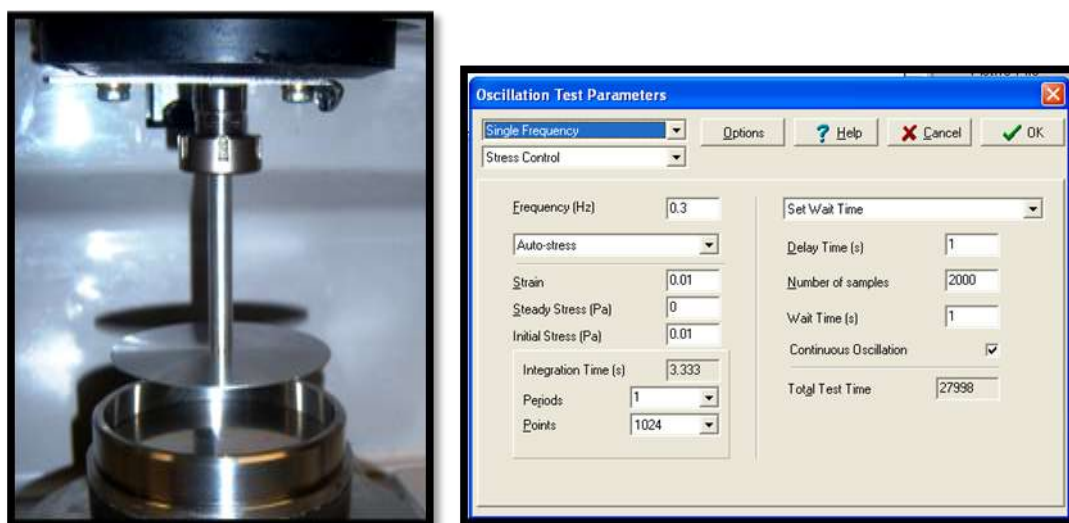 Oscillation Test Parameters
Single Frequency
Options
Help
Cancel
OK
Stress Control
Frequency (Hz) 0.3
Auto-stress
Strain 0.01
Steady Stress (Pa) 0
Initial Stress (Pa) 0.01
Integration Time (s) 3.333
Periods 1
Points 1024
Set Wait Time
Delay Time (s) 1
Number of samples 2000
Wait Time (s) 1
Continuous Oscillation
Total Test Time 27998